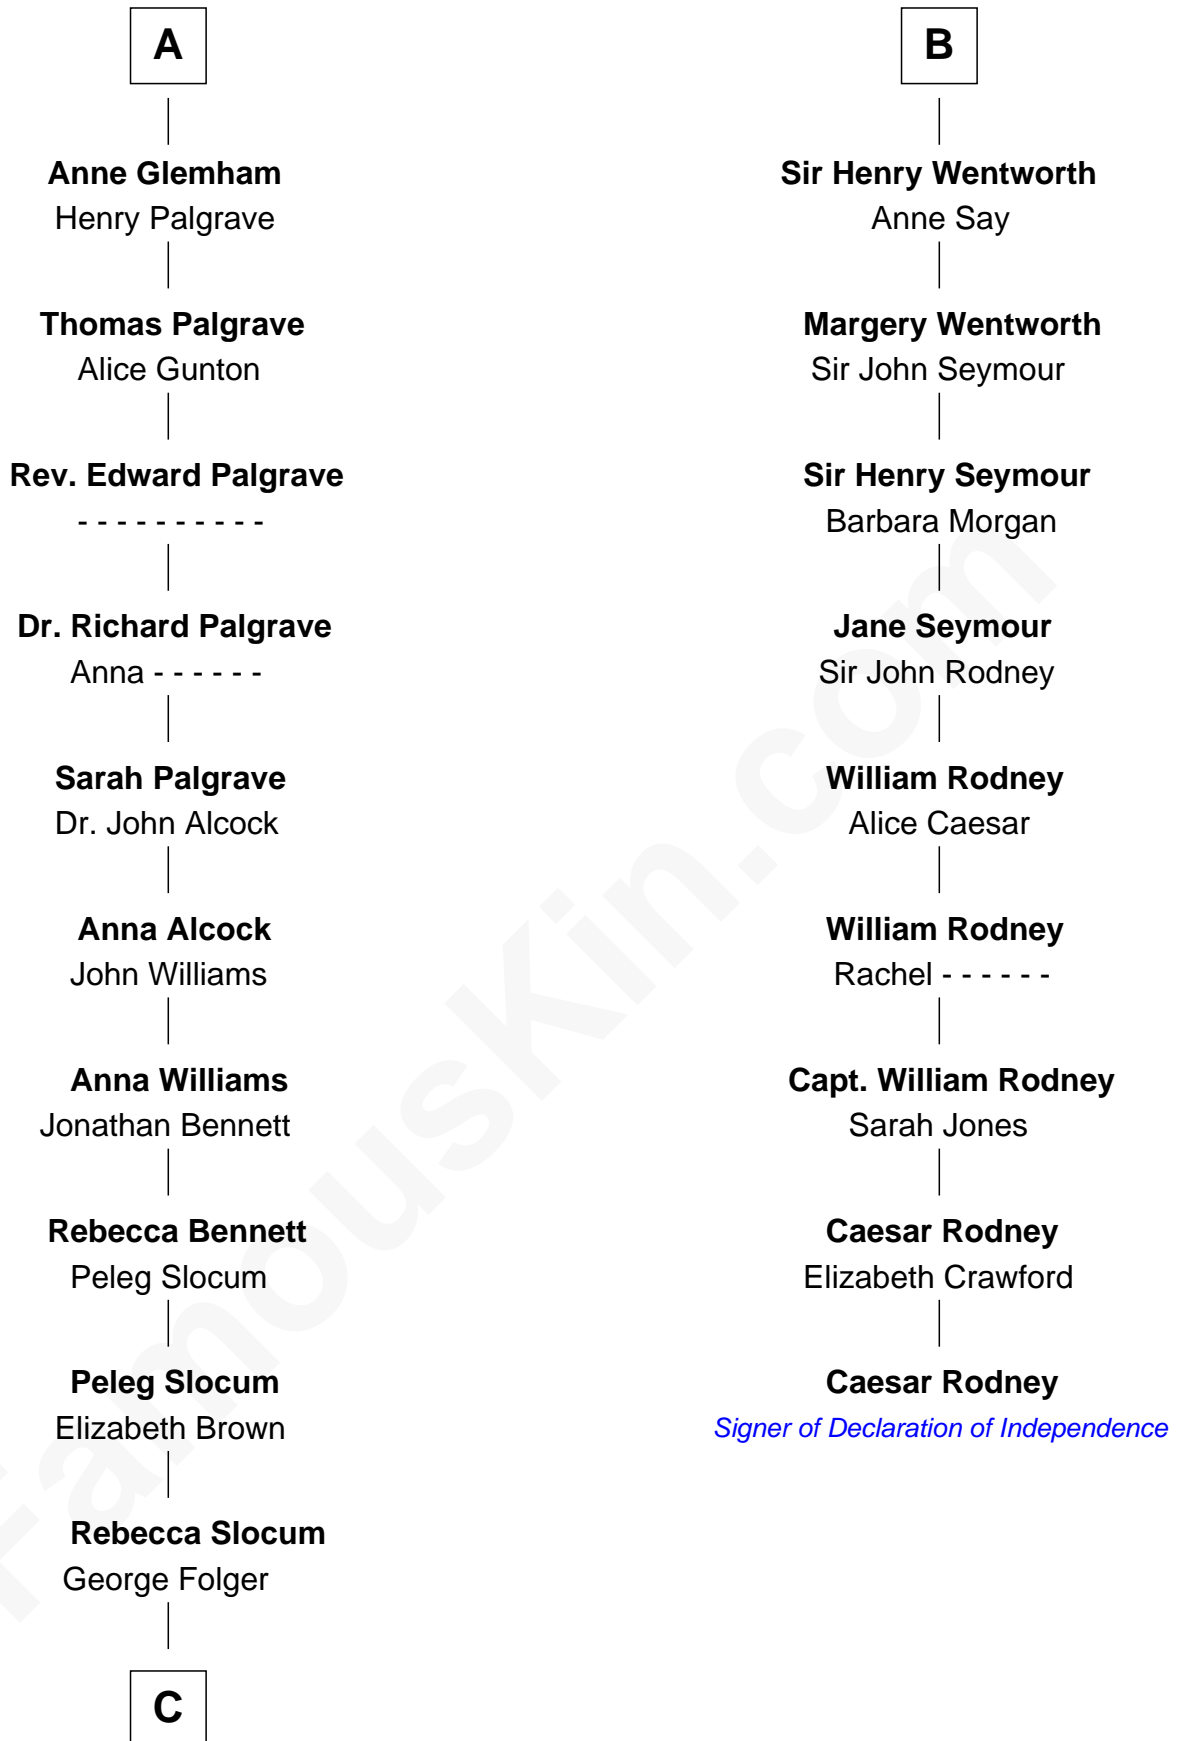 A
Anne Glemham
Henry Palgrave
Thomas Palgrave
Alice Gunton
Rev. Edward Palgrave
- - - - - - - - - -
Dr. Richard Palgrave
Anna - - - - - -
Sarah Palgrave
Dr. John Alcock
Anna Alcock
John Williams
Anna Williams
Jonathan Bennett
Rebecca Bennett
Peleg Slocum
Peleg Slocum
Elizabeth Brown
Rebecca Slocum
George Folger
C
B
Sir Henry Wentworth
Anne Say
Margery Wentworth
Sir John Seymour
Sir Henry Seymour
Barbara Morgan
Jane Seymour
Sir John Rodney
William Rodney
Alice Caesar
William Rodney
Rachel - - - - - -
Capt. William Rodney
Sarah Jones
Caesar Rodney
Elizabeth Crawford
Caesar Rodney
Signer of Declaration of Independence
FamousKin.com